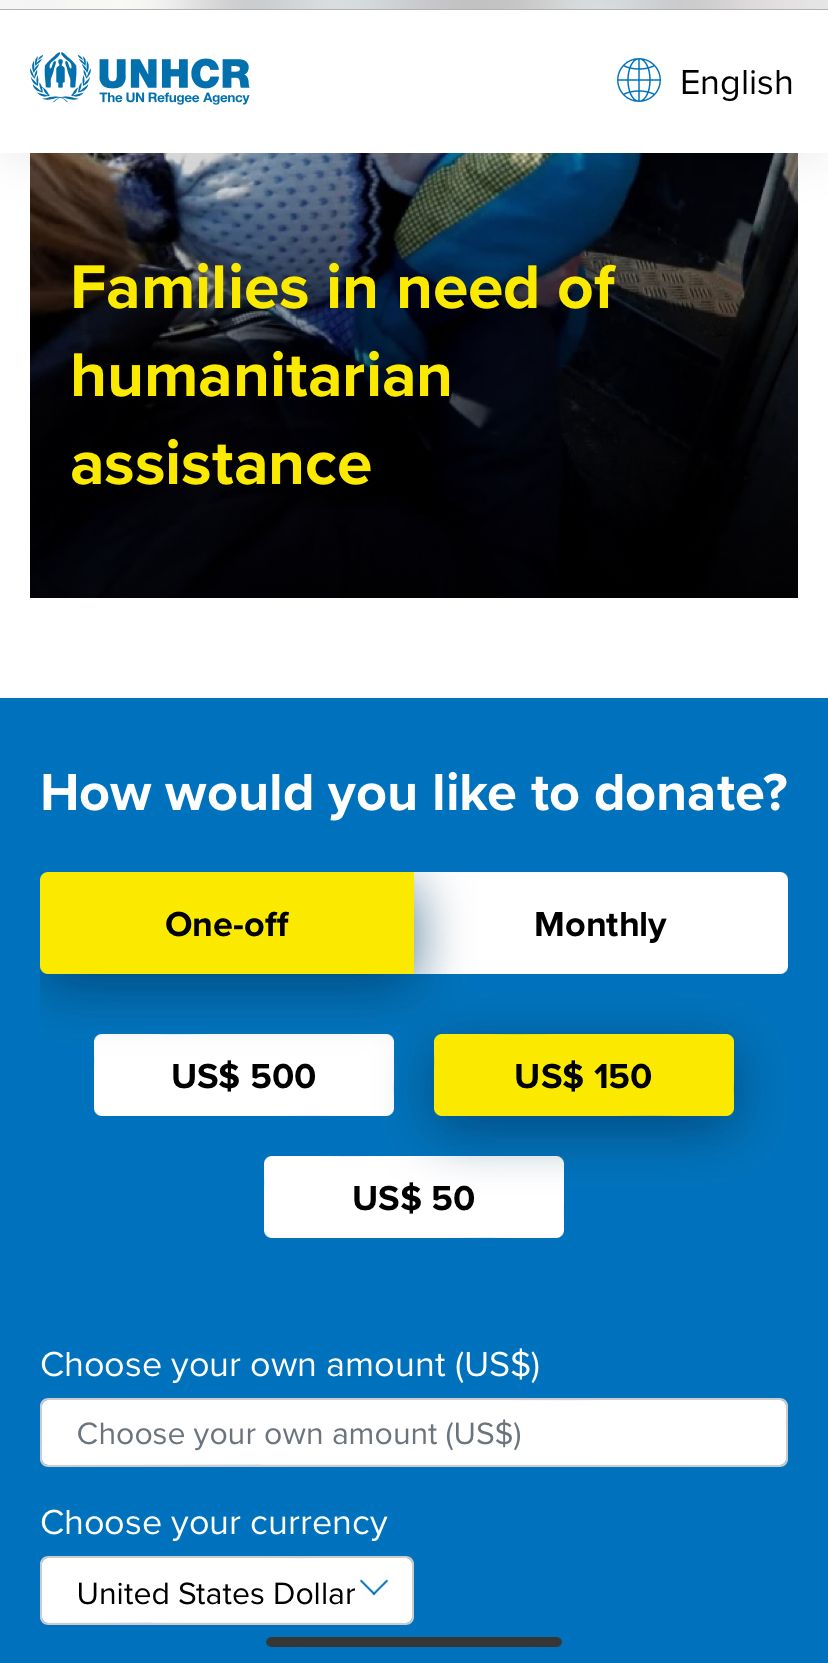 UNHCR
The UN Refugee Agency
English
Families in need of
humanitarian
assistance
How would you like to donate?
One-off
Monthly
US$ 500
US$ 150
US$ 50
Choose your own amount (US$)
Choose your own amount (US$)
Choose your currency
United States Dollar